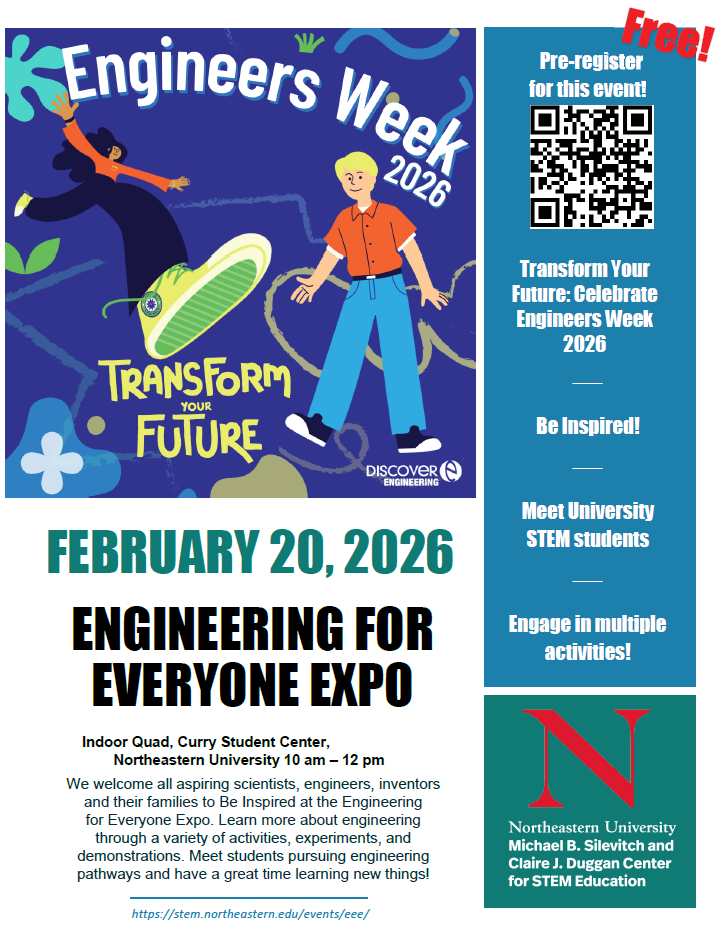 Engineers Week
2026
TRANSFORM
YOUR
FUTURE
DISCOVER e
ENGINEERING
Free!
Pre-register
for this event!
Transform Your
Future: Celebrate
Engineers Week
2026
Be Inspired!
Meet University
STEM students
Engage in multiple
activities!
FEBRUARY 20, 2026
ENGINEERING FOR
EVERYONE EXPO
Indoor Quad, Curry Student Center,
Northeastern University 10 am – 12 pm
We welcome all aspiring scientists, engineers, inventors
and their families to Be Inspired at the Engineering
for Everyone Expo. Learn more about engineering
through a variety of activities, experiments, and
demonstrations. Meet students pursuing engineering
pathways and have a great time learning new things!
https://stem.northeastern.edu/events/eee/
N
Northeastern University
Michael B. Silevitch and
Claire J. Duggan Center
for STEM Education